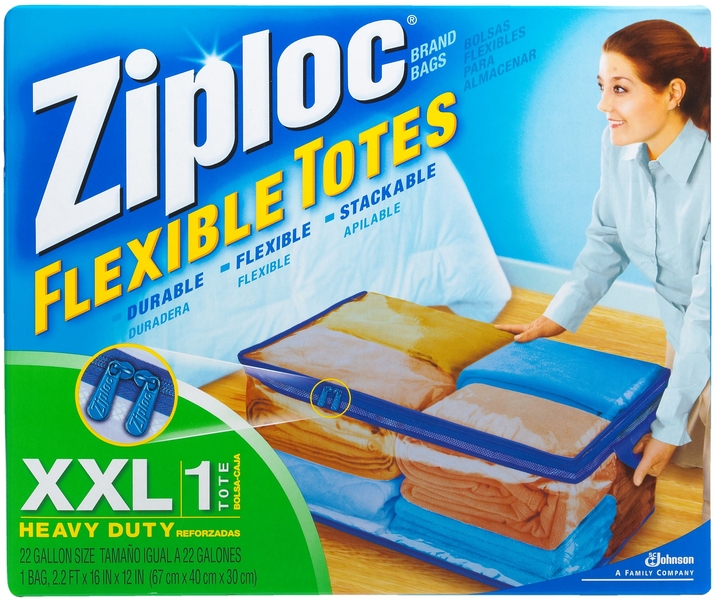 Ziploc®
BRAND
BAGS
BOLSAS
FLEXIBLES
PARA
ALMACENAR
FLEXIBLE TOTES
- DURABLE
DURADERA
- FLEXIBLE
FLEXIBLE
- STACKABLE
APILABLE
Ziploc
Ziploc
XXL 1 TOTE
BOLSA-CAJA
HEAVY DUTY REFORZADAS
22 GALLON SIZE TAMAÑO IGUAL A 22 GALONES
1 BAG, 2.2 FT x 16 IN x 12 IN (67 cm x 40 cm x 30 cm)
SC Johnson
A FAMILY COMPANY